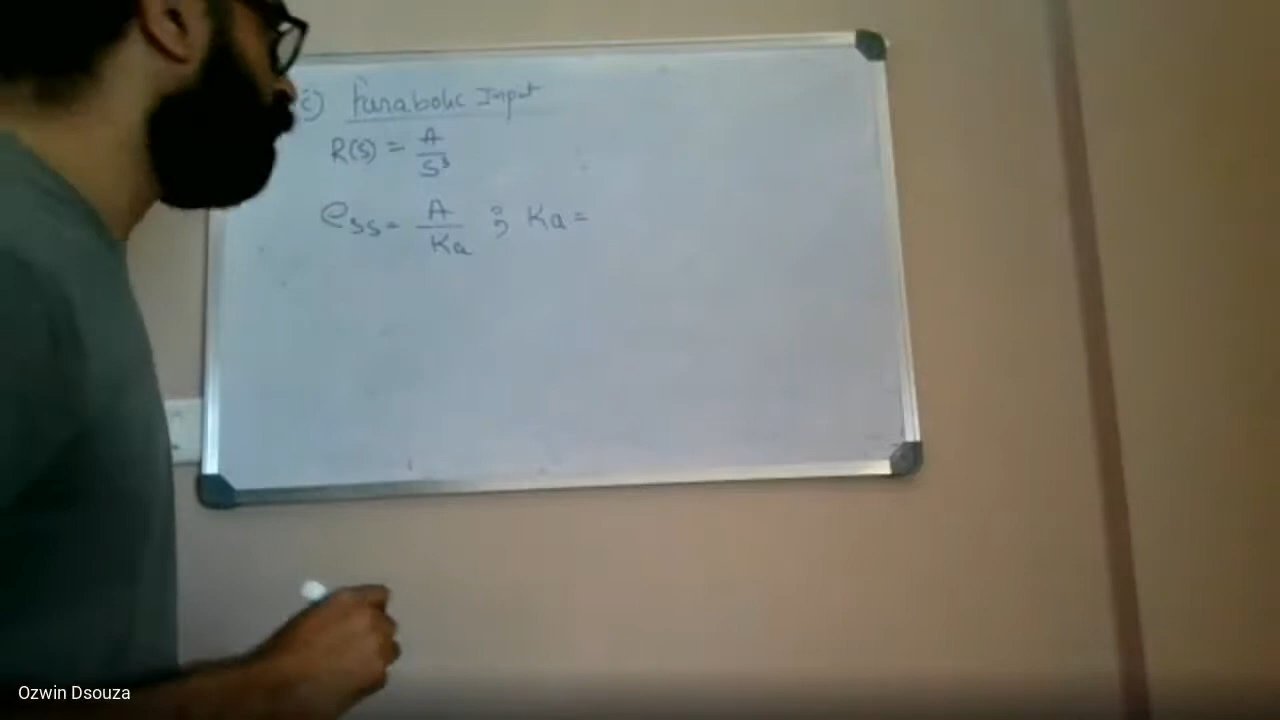 c) Parabolic Input
R(S) = A/S³
ess = A/Ka ; Ka =
Ozwin Dsouza